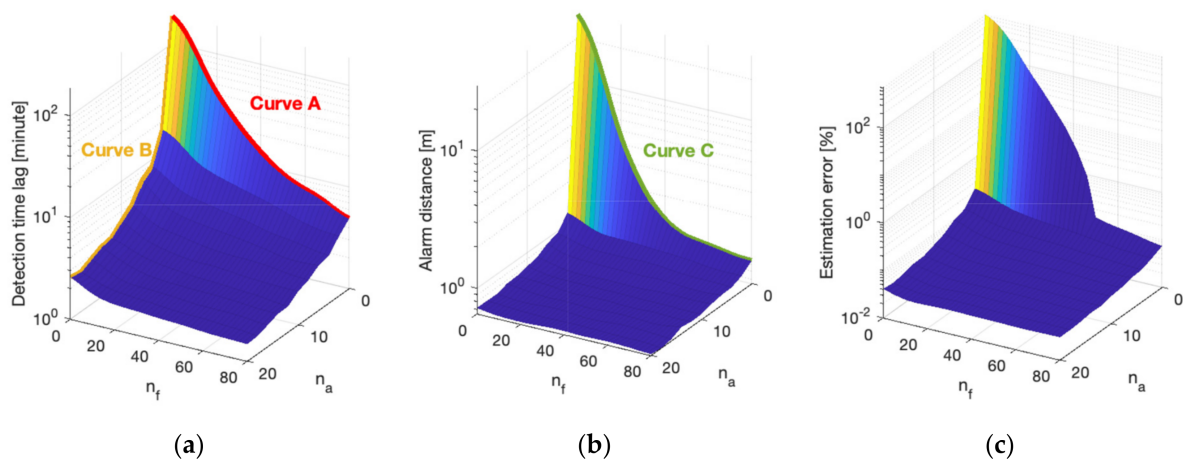 Detection time lag [minute]
10^2
10^1
10^0
Curve A
Curve B
0
20
40
60
80
n_f
0
10
20
n_a
(a)
Alarm distance [m]
10^1
10^0
Curve C
0
20
40
60
80
n_f
0
10
20
n_a
(b)
Estimation error [%]
10^2
10^0
10^-2
0
20
40
60
80
n_f
0
10
20
n_a
(c)